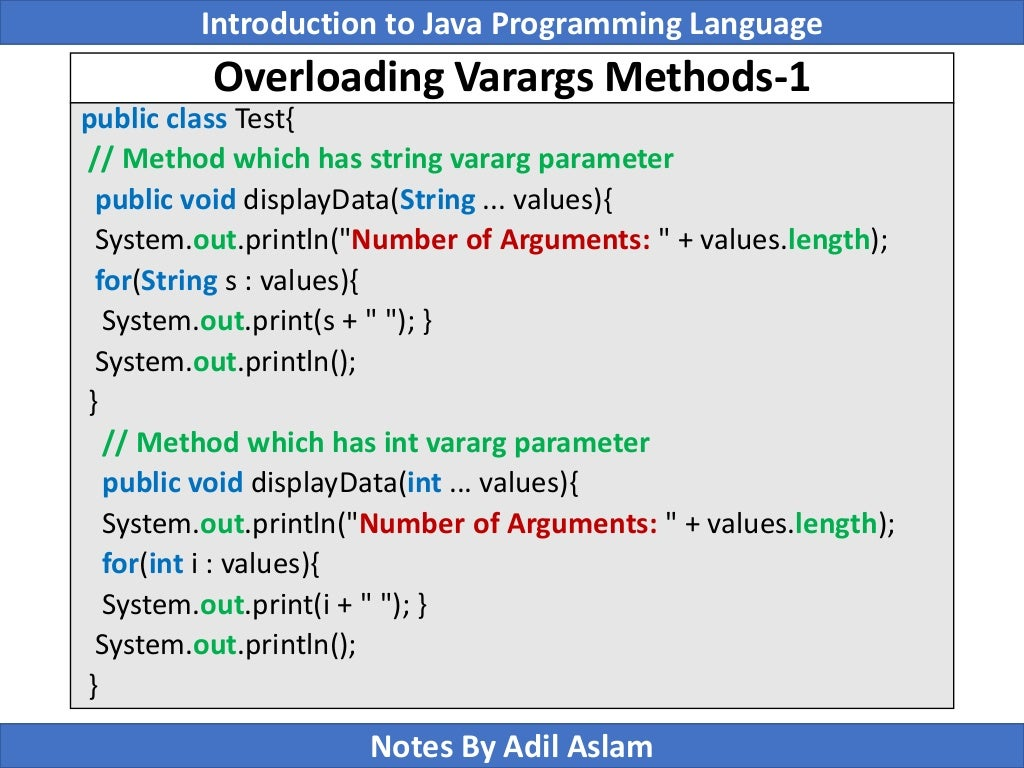 Introduction to Java Programming Language
Overloading Varargs Methods-1
public class Test{
// Method which has string vararg parameter
public void displayData(String ... values){
System.out.println("Number of Arguments: " + values.length);
for(String s : values){
System.out.print(s + " "); }
System.out.println();
}
// Method which has int vararg parameter
public void displayData(int ... values){
System.out.println("Number of Arguments: " + values.length);
for(int i : values){
System.out.print(i + " "); }
System.out.println();
}
Notes By Adil Aslam